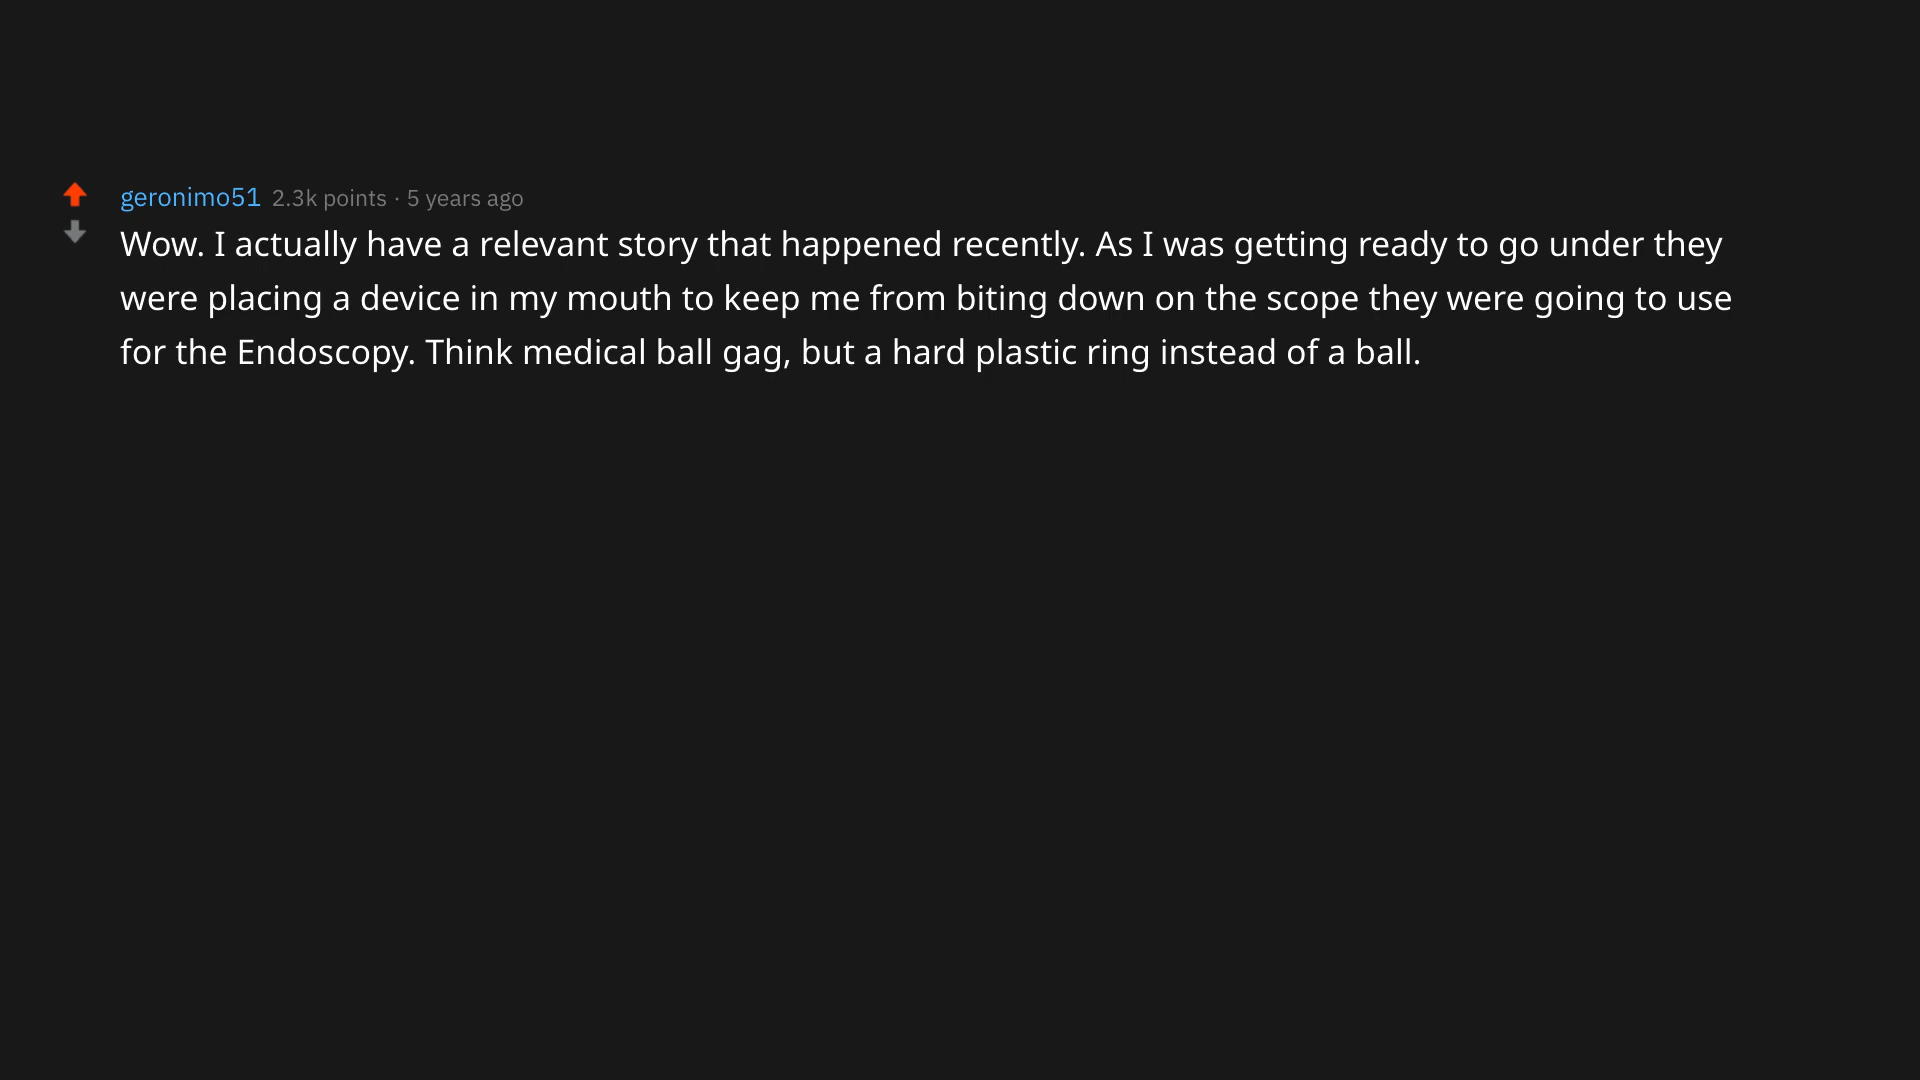 geronimo51 2.3k points · 5 years ago
Wow. I actually have a relevant story that happened recently. As I was getting ready to go under they
were placing a device in my mouth to keep me from biting down on the scope they were going to use
for the Endoscopy. Think medical ball gag, but a hard plastic ring instead of a ball.